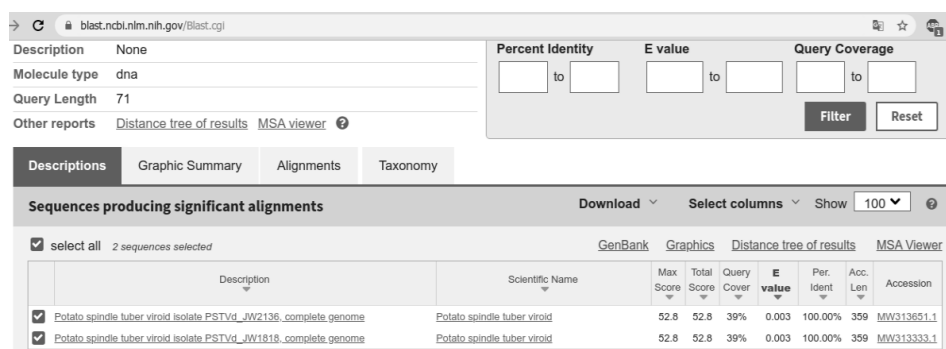 blast.ncbi.nlm.nih.gov/Blast.cgi
Description None
Molecule type dna
Query Length 71
Other reports Distance tree of results MSA viewer ?
Percent Identity E value Query Coverage
to to to
Filter Reset
Descriptions Graphic Summary Alignments Taxonomy
Sequences producing significant alignments Download Select columns Show 100 ?
select all 2 sequences selected GenBank Graphics Distance tree of results MSA Viewer
Description Scientific Name Max Score Total Score Query Cover E value Per. Ident Acc. Len Accession
Potato spindle tuber viroid isolate PSTVd_JW2136, complete genome Potato spindle tuber viroid 52.8 52.8 39% 0.003 100.00% 359 MW313651.1
Potato spindle tuber viroid isolate PSTVd_JW1818, complete genome Potato spindle tuber viroid 52.8 52.8 39% 0.003 100.00% 359 MW313333.1